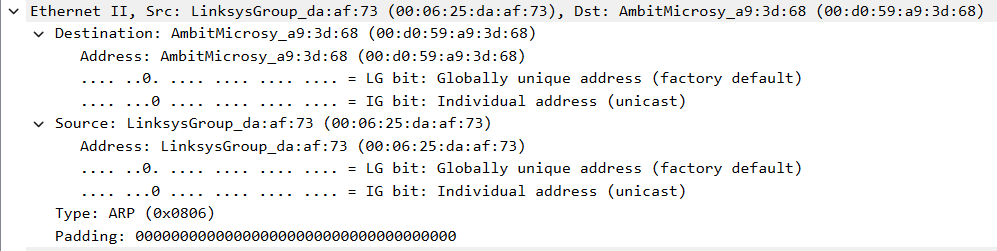 Ethernet II, Src: LinksysGroup_da:af:73 (00:06:25:da:af:73), Dst: AmbitMicrosy_a9:3d:68 (00:d0:59:a9:3d:68)
Destination: AmbitMicrosy_a9:3d:68 (00:d0:59:a9:3d:68)
Address: AmbitMicrosy_a9:3d:68 (00:d0:59:a9:3d:68)
.... ..0. .... .... .... .... = LG bit: Globally unique address (factory default)
.... ...0 .... .... .... .... = IG bit: Individual address (unicast)
Source: LinksysGroup_da:af:73 (00:06:25:da:af:73)
Address: LinksysGroup_da:af:73 (00:06:25:da:af:73)
.... ..0. .... .... .... .... = LG bit: Globally unique address (factory default)
.... ...0 .... .... .... .... = IG bit: Individual address (unicast)
Type: ARP (0x0806)
Padding: 000000000000000000000000000000000000